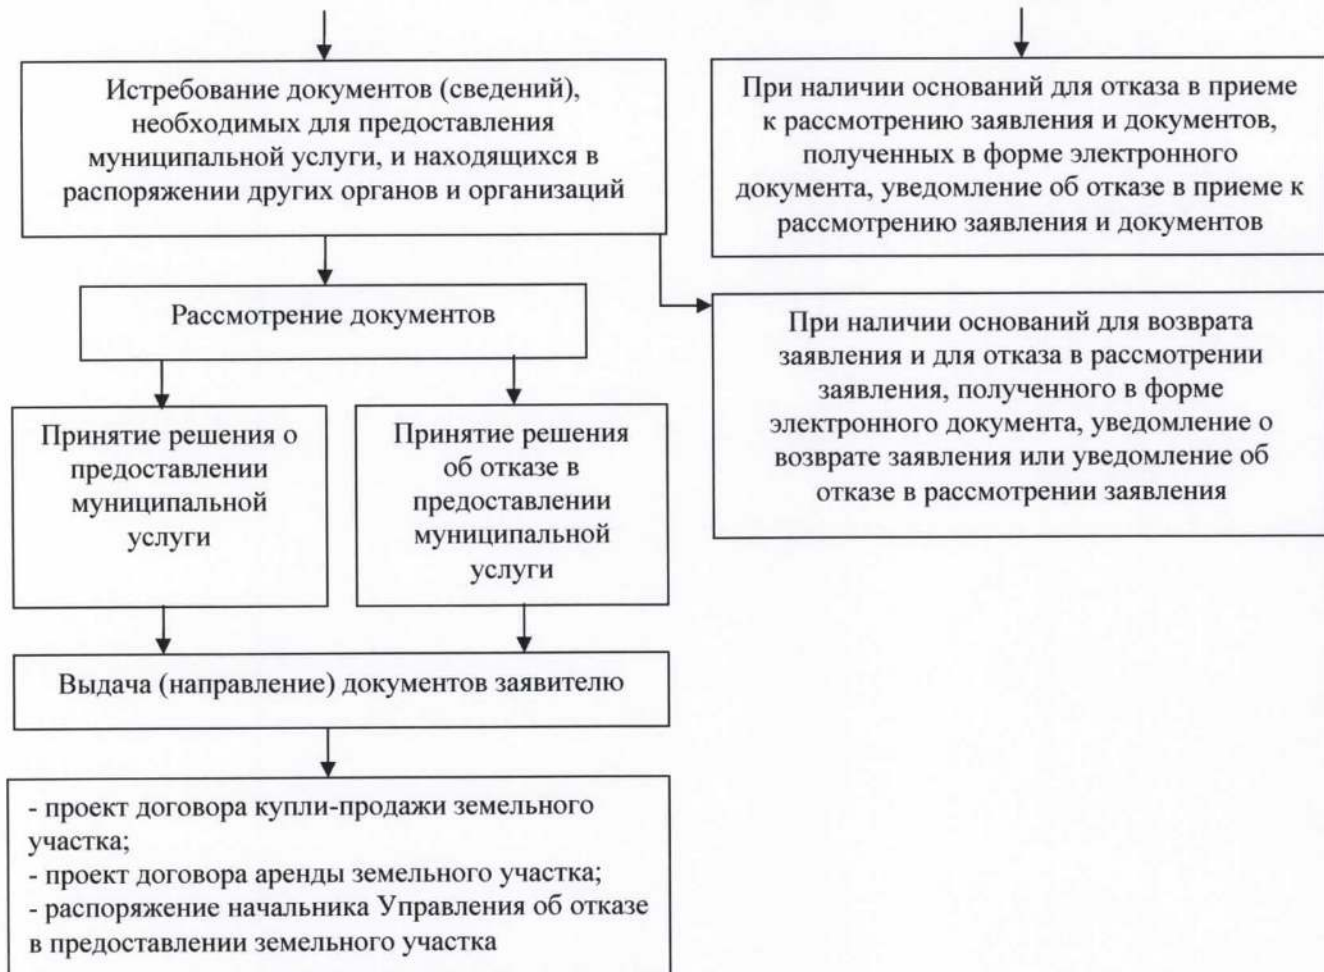 Истребование документов (сведений),
необходимых для предоставления
муниципальной услуги, и находящихся в
распоряжении других органов и организаций
При наличии оснований для отказа в приеме
к рассмотрению заявления и документов,
полученных в форме электронного
документа, уведомление об отказе в приеме к
рассмотрению заявления и документов
Рассмотрение документов
При наличии оснований для возврата
заявления и для отказа в рассмотрении
заявления, полученного в форме
электронного документа, уведомление о
возврате заявления или уведомление об
отказе в рассмотрении заявления
Принятие решения о
предоставлении
муниципальной
услуги
Принятие решения
об отказе в
предоставлении
муниципальной
услуги
Выдача (направление) документов заявителю
- проект договора купли-продажи земельного
участка;
- проект договора аренды земельного участка;
- распоряжение начальника Управления об отказе
в предоставлении земельного участка